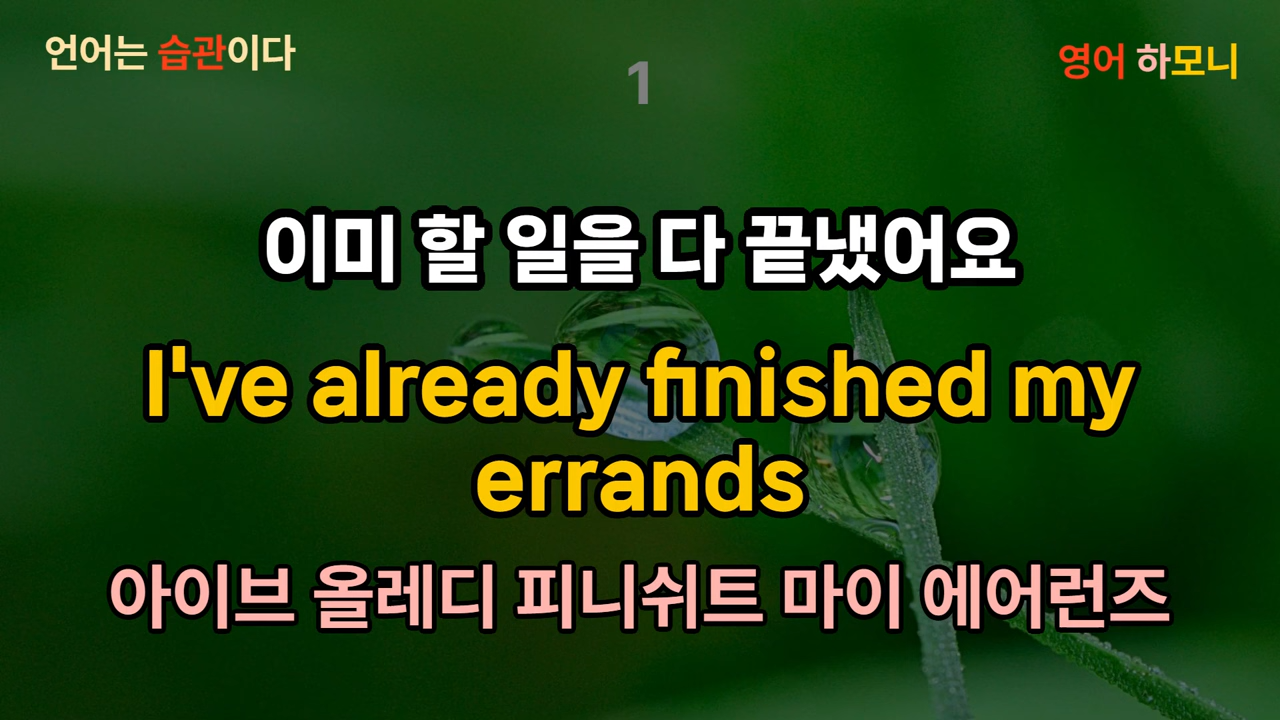 언어는 습관이다
영어 하모니
1
이미 할 일을 다 끝냈어요
I've already finished my
errands
아이브 올레디 피니쉬트 마이 에어런즈